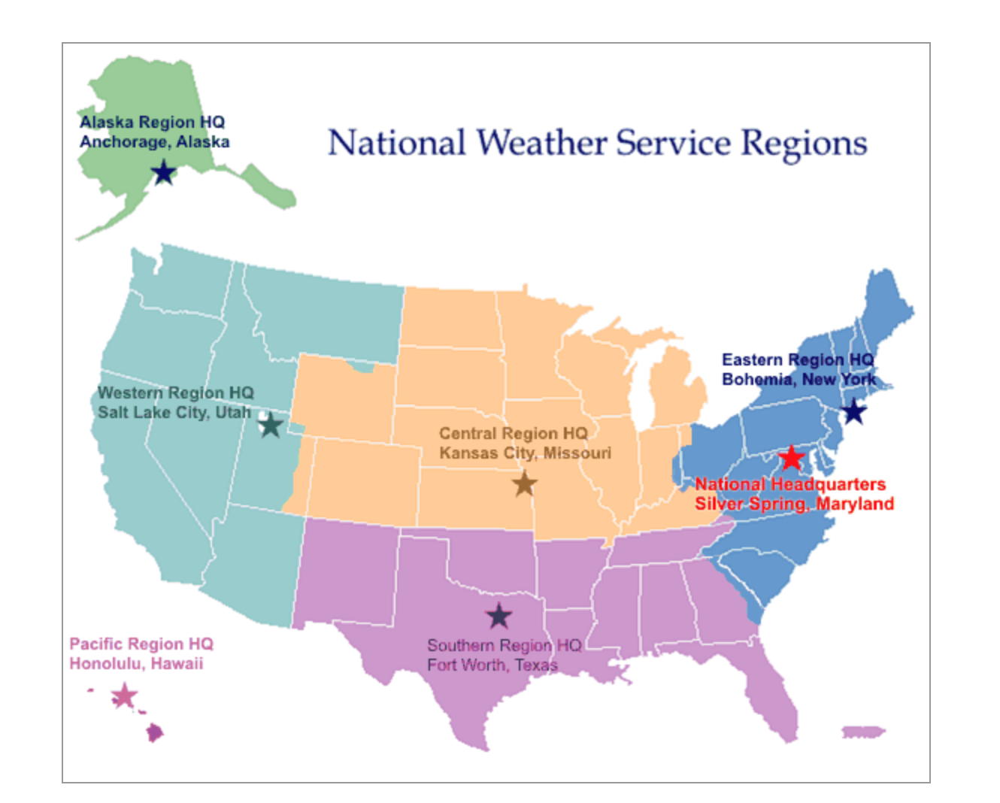 Alaska Region HQ
Anchorage, Alaska
National Weather Service Regions
Eastern Region HQ
Bohemia, New York
Western Region HQ
Salt Lake City, Utah
Central Region HQ
Kansas City, Missouri
National Headquarters
Silver Spring, Maryland
Pacific Region HQ
Honolulu, Hawaii
Southern Region HQ
Fort Worth, Texas